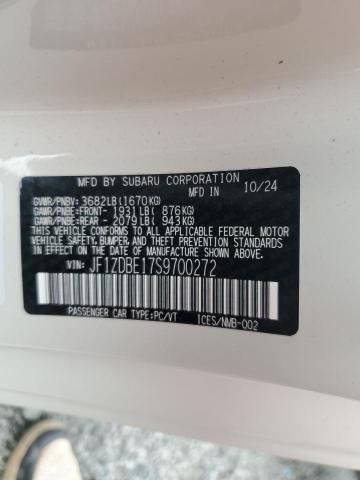 MFD BY SUBARU CORPORATION
MFD IN 10/24
GVWR/PNBV: 3682LB(1670KG)
GAWR/PNBE:FRONT- 1931LB( 876KG)
GAWR/PNBE:REAR - 2079LB( 943KG)
THIS VEHICLE CONFORMS TO ALL APPLICABLE FEDERAL MOTOR
VEHICLE SAFETY, BUMPER, AND THEFT PREVENTION STANDARDS
IN EFFECT ON THE DATE OF MANUFACTURE SHOWN ABOVE.
VIN: JF1ZDBE17S9700272
PASSENGER CAR TYPE:PC/VT ICES/NMB-002